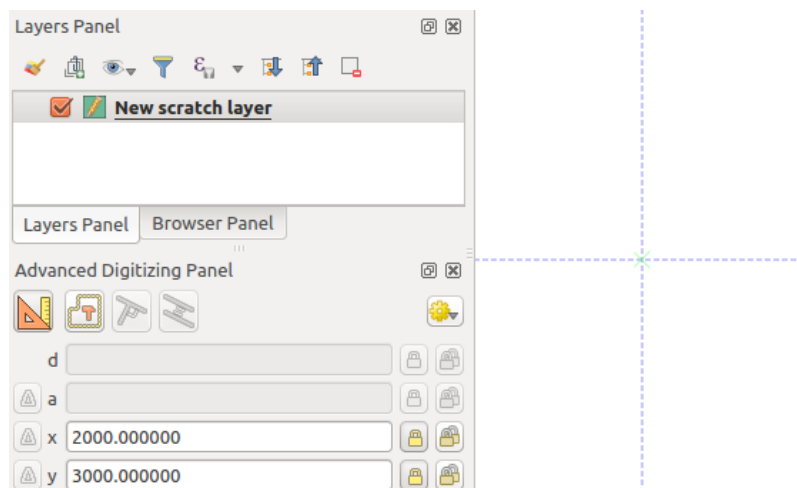 Layers Panel
New scratch layer
Layers Panel
Browser Panel
Advanced Digitizing Panel
d
a
x 2000.000000
y 3000.000000